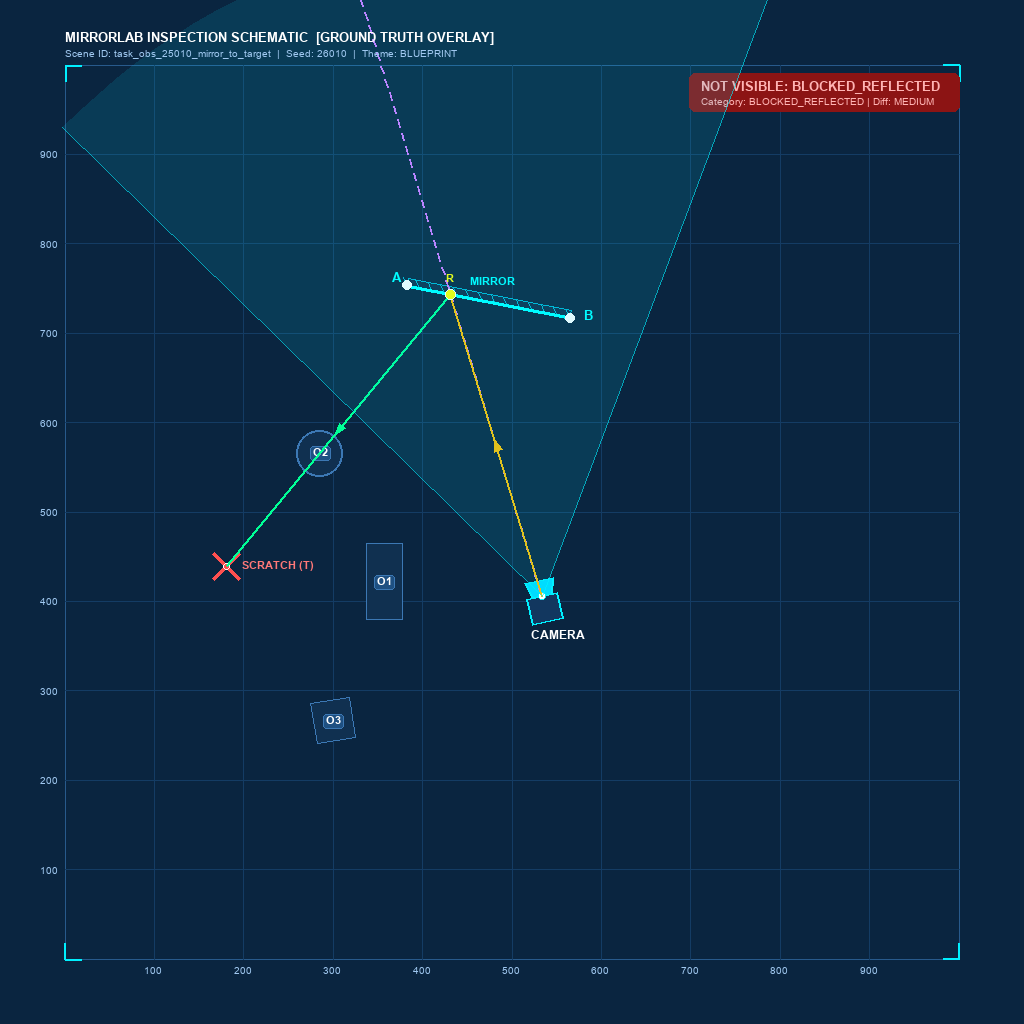 MIRRORLAB INSPECTION SCHEMATIC [GROUND TRUTH OVERLAY]
Scene ID: task_obs_25010_mirror_to_target | Seed: 26010 | Theme: BLUEPRINT
NOT VISIBLE: BLOCKED_REFLECTED
Category: BLOCKED_REFLECTED | Diff: MEDIUM
900
800
A
R
MIRROR
B
700
600
O2
500
SCRATCH (T)
O1
400
CAMERA
300
O3
200
100
100 200 300 400 500 600 700 800 900